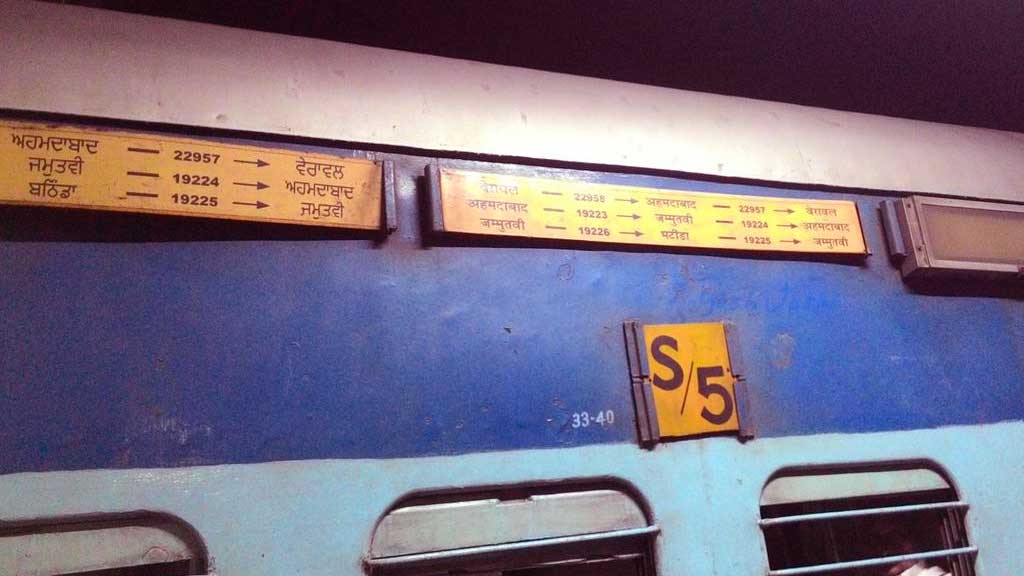 ਅਹਮਦਾਬਾਦ — 22957 → ਵੇਰਾਵਲ
ਜਮੁਤਵੀ — 19224 → ਅਹਮਦਾਬਾਦ
ਬਠਿੰਡਾ — 19225 → ਜਮੁਤਵੀ
वेरावल — 22958 → अहमदाबाद — 22957 → वेरावल
अहमदाबाद — 19223 → जम्मुतवी — 19224 → अहमदाबाद
जम्मुतवी — 19226 → भटींडा — 19225 → जम्मुतवी
S/5
33-40